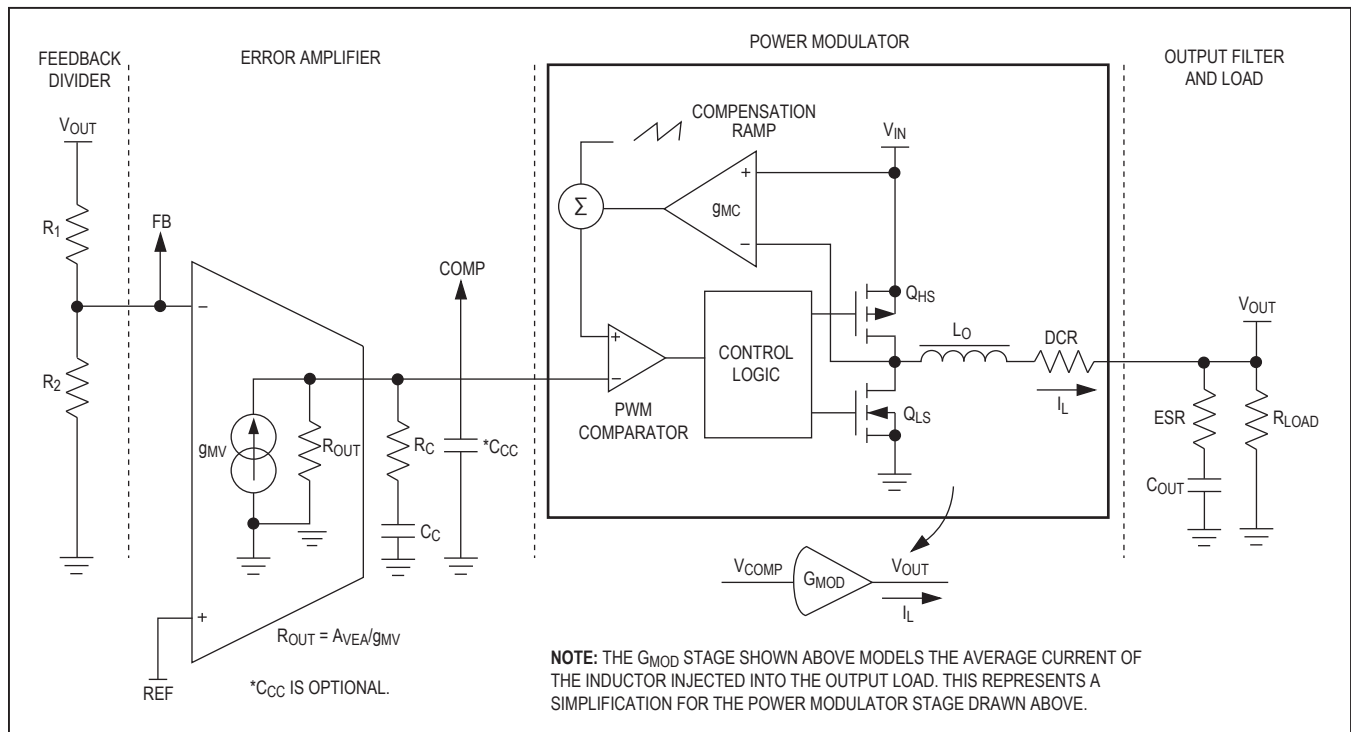 FEEDBACK
DIVIDER
ERROR AMPLIFIER
POWER MODULATOR
OUTPUT FILTER
AND LOAD
VOUT
R1
FB
R2
−
+
REF
gMV
ROUT
ROUT = AVEA/gMV
*CCC IS OPTIONAL.
COMP
RC
CC
*CCC
COMPENSATION
RAMP
Σ
gMC
+
−
VIN
+
−
PWM
COMPARATOR
CONTROL
LOGIC
QHS
QLS
LO
DCR
IL
VOUT
ESR
COUT
RLOAD
VCOMP
GMOD
VOUT
IL
NOTE: THE GMOD STAGE SHOWN ABOVE MODELS THE AVERAGE CURRENT OF
THE INDUCTOR INJECTED INTO THE OUTPUT LOAD. THIS REPRESENTS A
SIMPLIFICATION FOR THE POWER MODULATOR STAGE DRAWN ABOVE.